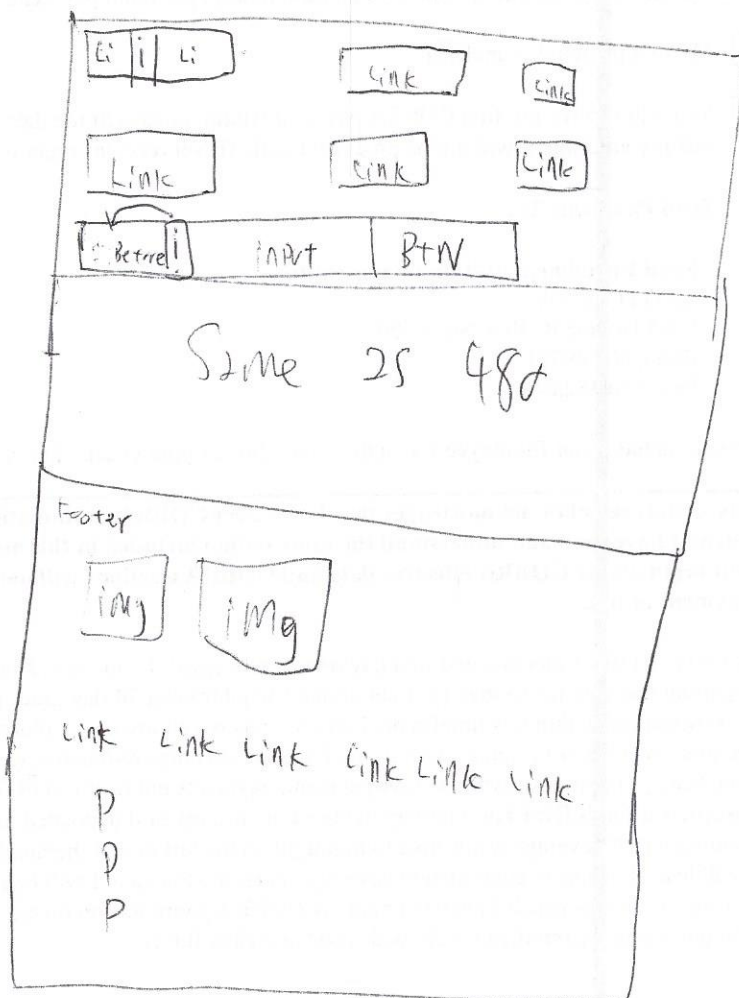 Li i Li Link Link
Link Link Link
: Before i input BtN
Same as 480
Footer
iMg iMg
Link Link Link Link Link Link
P
P
P